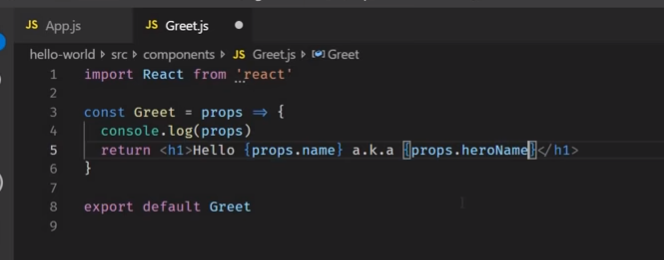 JS App.js JS Greet.js
hello-world src components JS Greet.js Greet
1 import React from 'react'
2
3 const Greet = props => {
4 console.log(props)
5 return <h1>Hello {props.name} a.k.a {props.heroName}</h1>
6 }
7
8 export default Greet
9